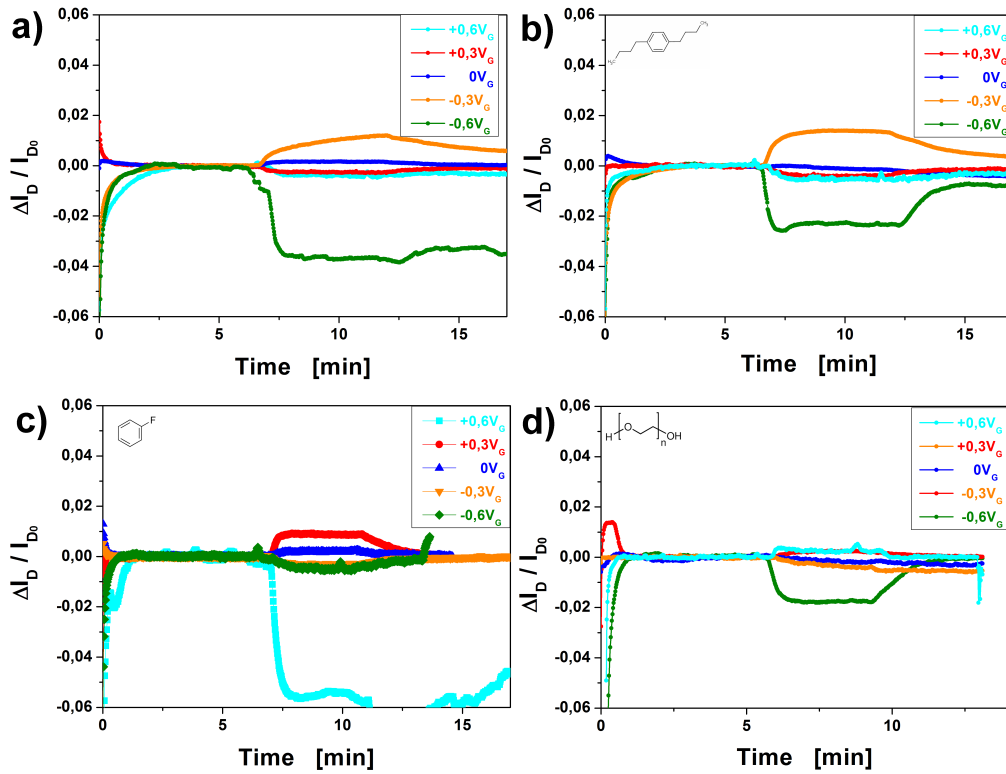 a)
0,06
0,04
0,02
0,00
-0,02
-0,04
-0,06
ΔI_D / I_D0
0
5
10
15
Time [min]
+0,6V_G
+0,3V_G
0V_G
-0,3V_G
-0,6V_G
b)
0,06
0,04
0,02
0,00
-0,02
-0,04
-0,06
ΔI_D / I_D0
0
5
10
15
Time [min]
+0,6V_G
+0,3V_G
0V_G
-0,3V_G
-0,6V_G
c)
F
0,06
0,04
0,02
0,00
-0,02
-0,04
-0,06
ΔI_D / I_D0
0
5
10
15
Time [min]
+0,6V_G
+0,3V_G
0V_G
-0,3V_G
-0,6V_G
d)
H O n OH
0,06
0,04
0,02
0,00
-0,02
-0,04
-0,06
ΔI_D / I_D0
0
5
10
Time [min]
+0,6V_G
+0,3V_G
0V_G
-0,3V_G
-0,6V_G